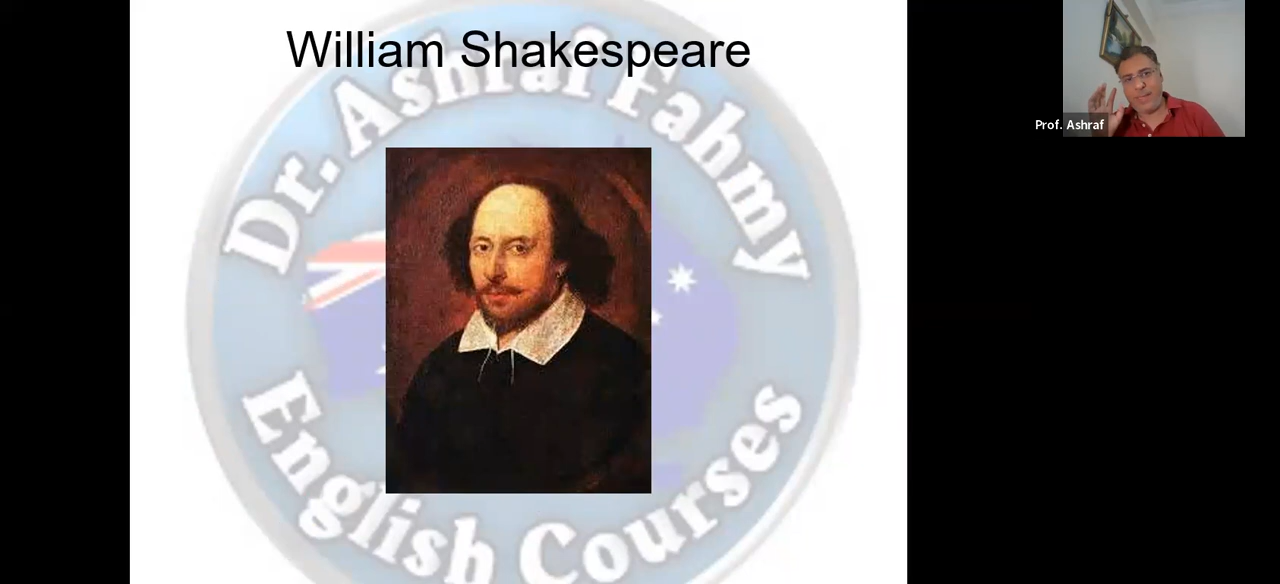 William Shakespeare
Dr. Ashraf Fahmy
English Courses
Prof. Ashraf